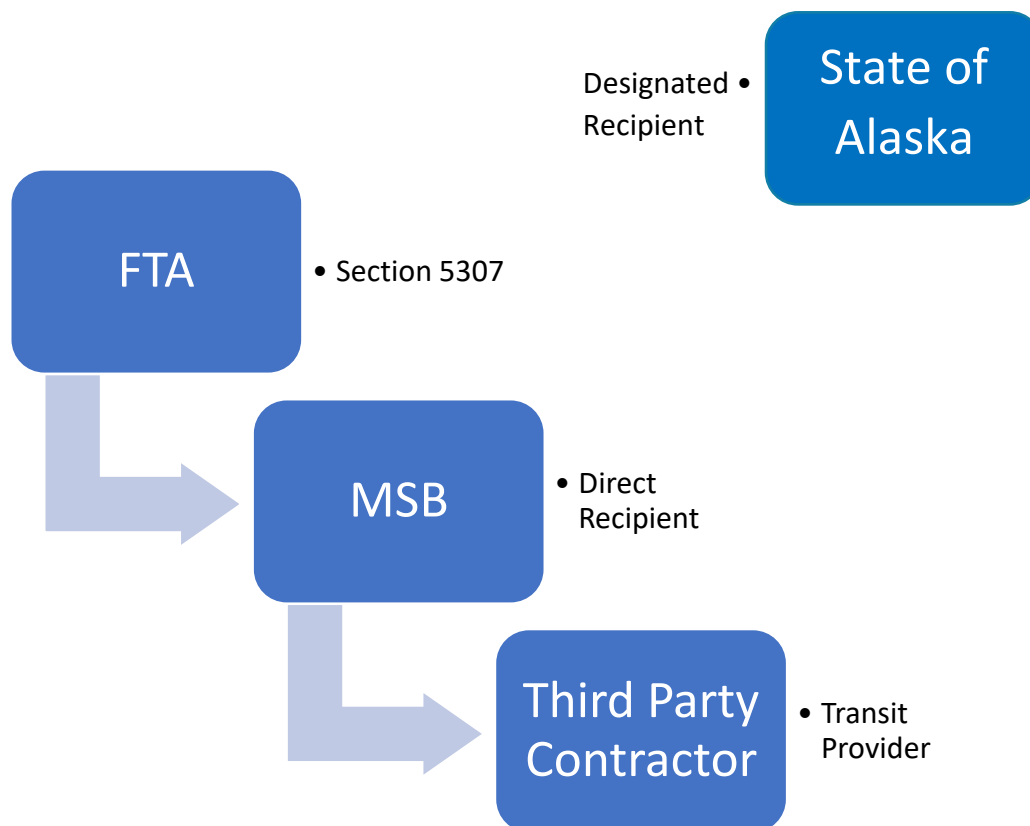 Designated •
Recipient
State of
Alaska
FTA
• Section 5307
MSB
• Direct
Recipient
Third Party
Contractor
• Transit
Provider